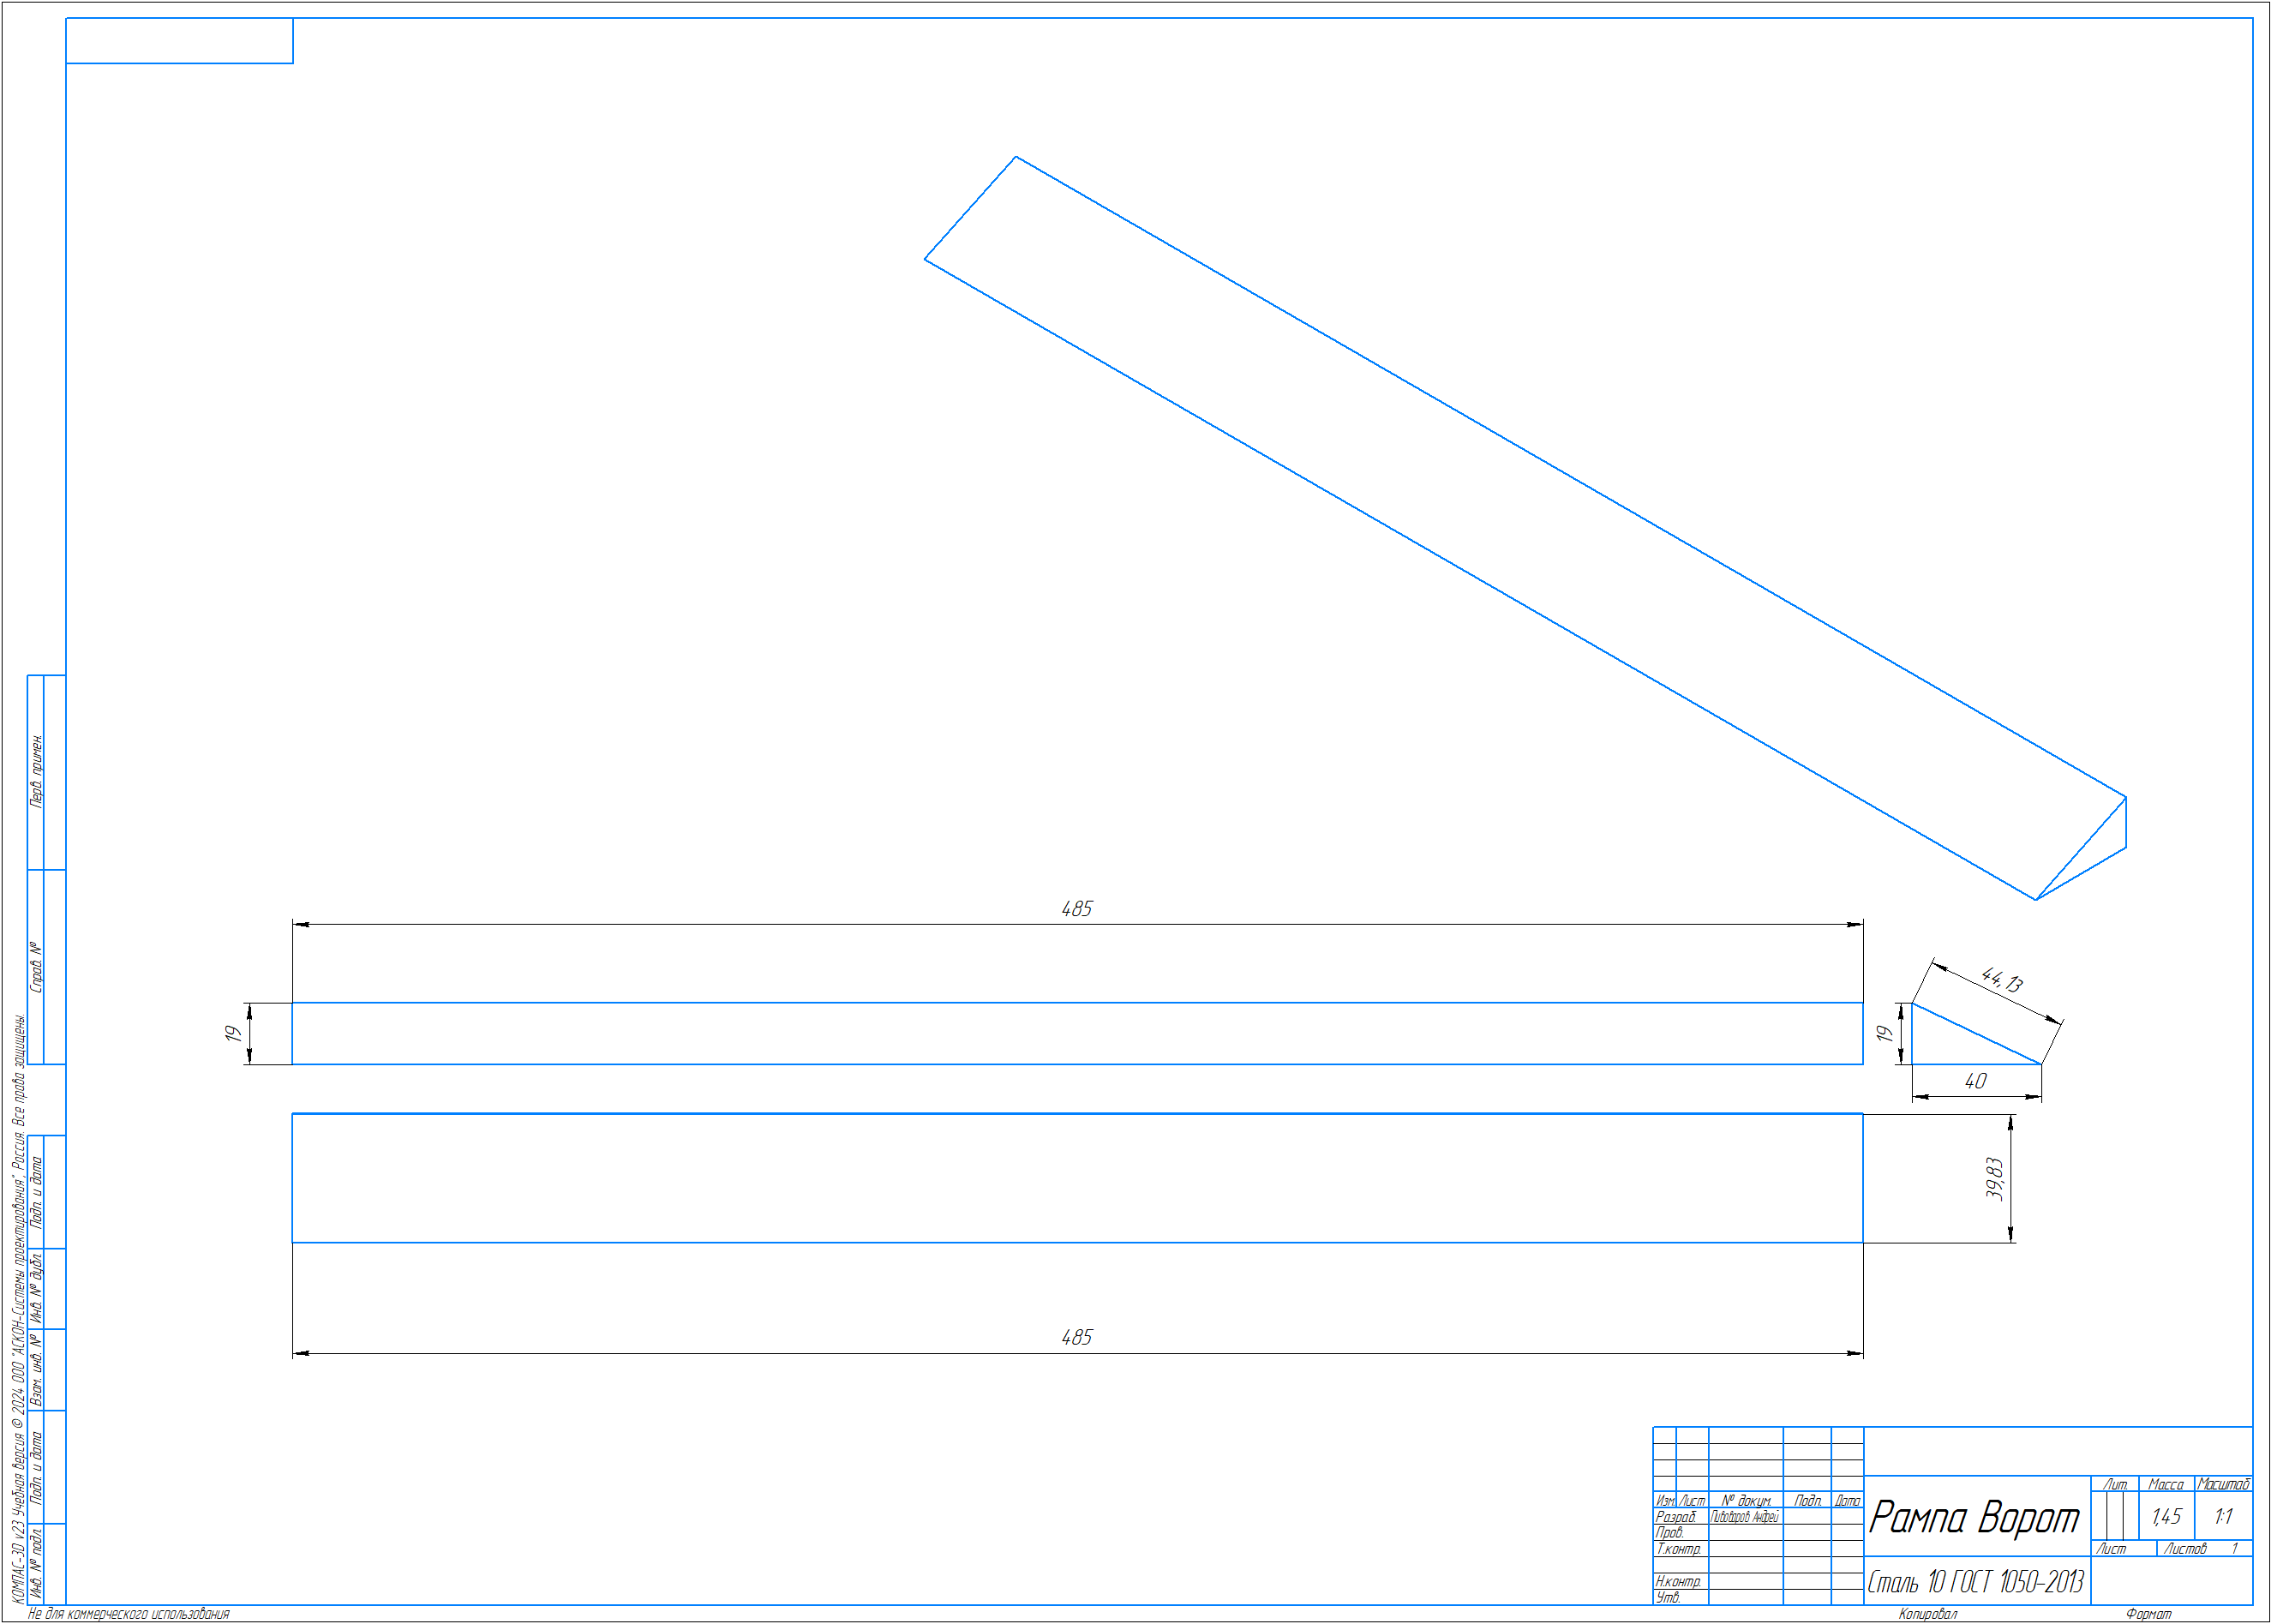 485
44,13
19
19
40
39,83
485
Перв. примен.
Справ. №
Подп. и дата
Инв. № дубл.
Взам. инв. №
Подп. и дата
Инв. № подл.
КОМПАС-3D v23 Учебная версия © 2024 ООО "АСКОН-Системы проектирования", Россия. Все права защищены.
Изм. Лист № докум. Подп. Дата
Разраб. Пивоваров Андрей
Пров.
Т.контр.
Н.контр.
Утв.
Рампа Ворот
Сталь 10 ГОСТ 1050-2013
Лит. Масса Масштаб
1,45 1:1
Лист Листов 1
Не для коммерческого использования
Копировал Формат